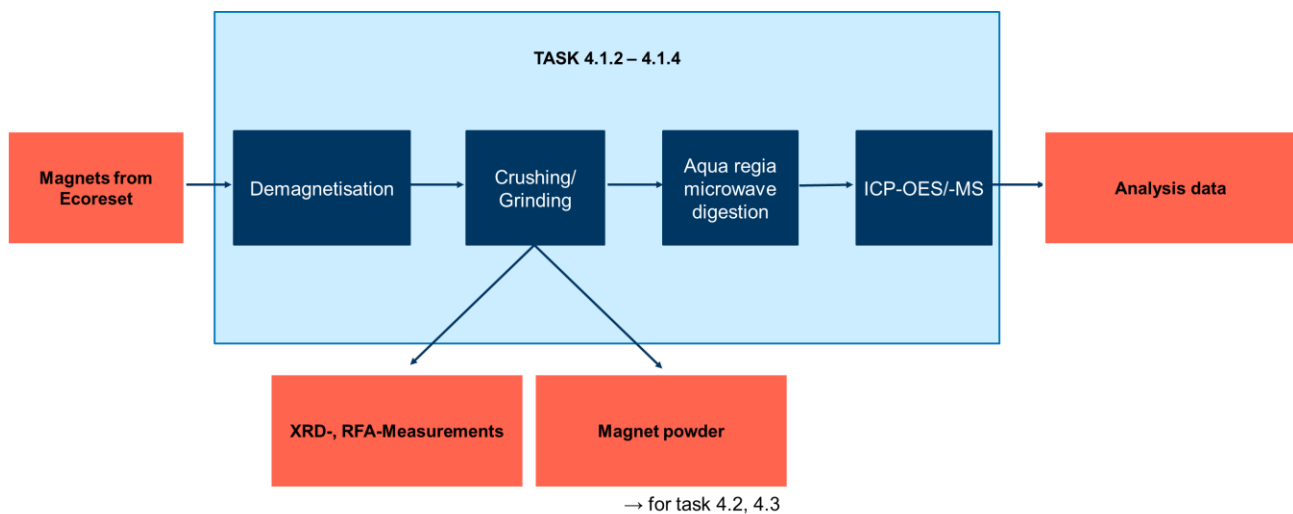 TASK 4.1.2 – 4.1.4
Magnets from
Ecoreset
Demagnetisation
Crushing/
Grinding
Aqua regia
microwave
digestion
ICP-OES/-MS
Analysis data
XRD-, RFA-Measurements
Magnet powder
→ for task 4.2, 4.3